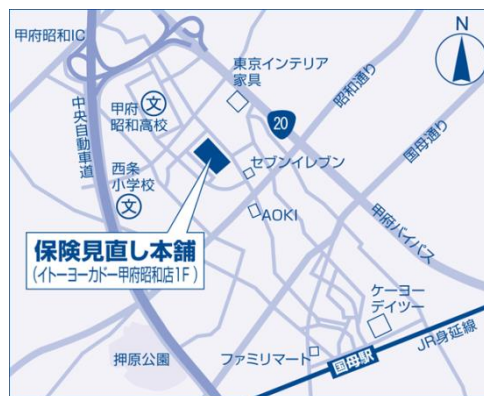 N
甲府昭和IC
東京インテリア
家具
昭和通り
国母通り
甲府
昭和高校
文
20
中央自動車道
西条
小学校
文
セブンイレブン
AOKI
甲府バイパス
保険見直し本舗
(イトーヨーカドー甲府昭和店1F)
ケーヨー
デイツー
押原公園
ファミリマート
国母駅
JR身延線